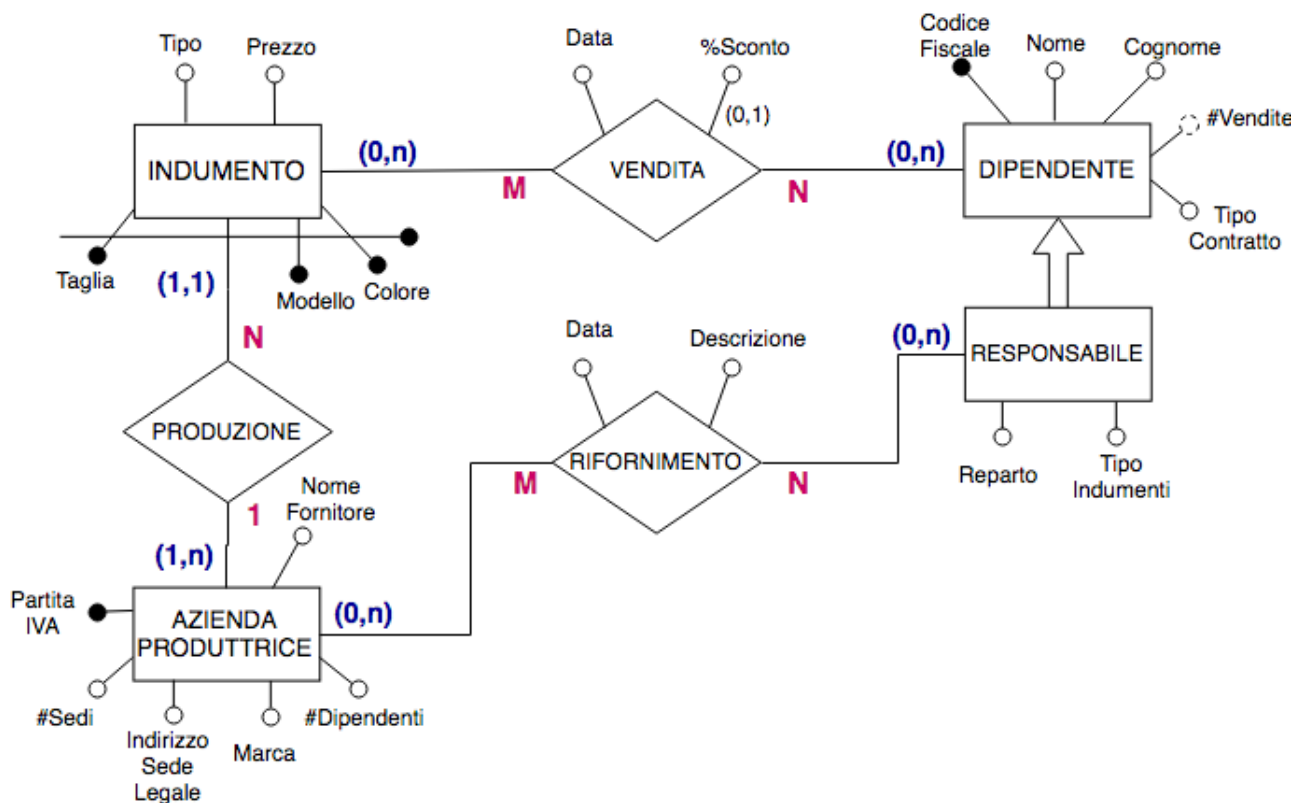 Tipo
Prezzo
Data
%Sconto
(0,1)
Codice
Fiscale
Nome
Cognome
#Vendite
INDUMENTO
(0,n)
M
VENDITA
N
(0,n)
DIPENDENTE
Tipo
Contratto
Taglia
(1,1)
Modello
Colore
N
Data
Descrizione
(0,n)
RESPONSABILE
PRODUZIONE
M
RIFORNIMENTO
N
Reparto
Tipo
Indumenti
1
Nome
Fornitore
(1,n)
Partita
IVA
AZIENDA
PRODUTTRICE
(0,n)
#Sedi
Indirizzo
Sede
Legale
Marca
#Dipendenti